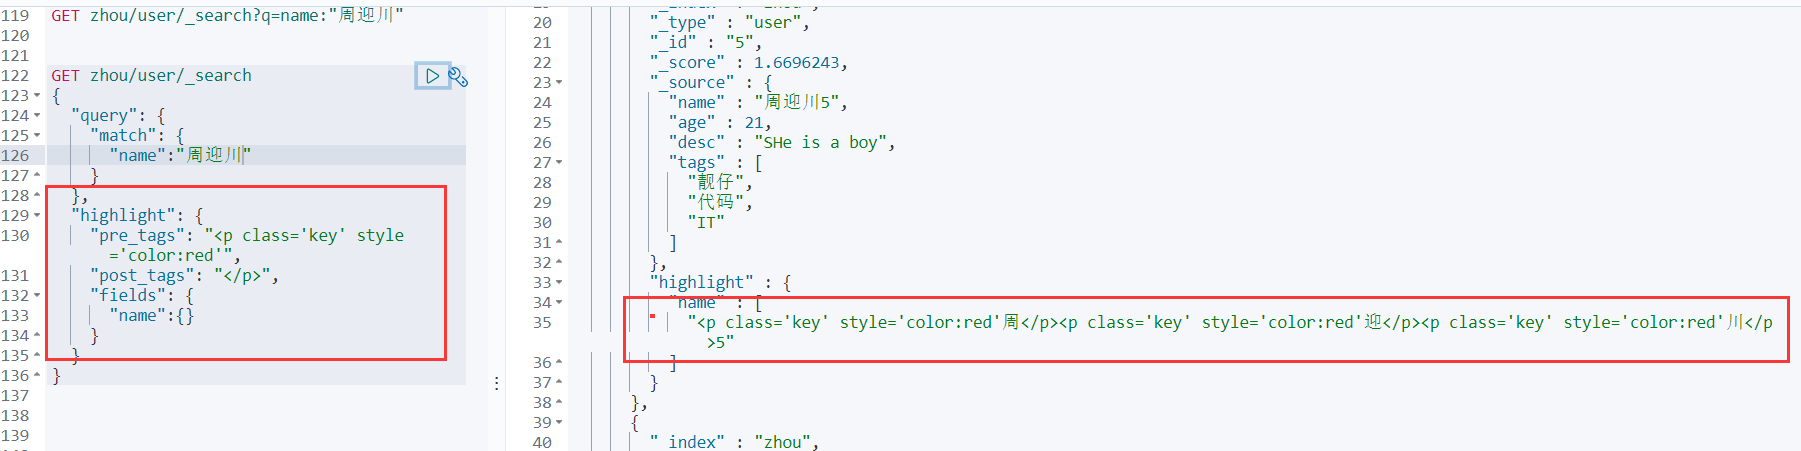 119 GET zhou/user/_search?q=name:"周迎川"
120
121
122 GET zhou/user/_search
123 {
124 "query": {
125 "match": {
126 "name":"周迎川"
127 }
128 },
129 "highlight": {
130 "pre_tags": "<p class='key' style
='color:red'",
131 "post_tags": "</p>",
132 "fields": {
133 "name":{}
134 }
135 }
136 }
137
138
139
20 "_type" : "user",
21 "_id" : "5",
22 "_score" : 1.6696243,
23 "_source" : {
24 "name" : "周迎川5",
25 "age" : 21,
26 "desc" : "SHe is a boy",
27 "tags" : [
28 "靓仔",
29 "代码",
30 "IT"
31 ]
32 },
33 "highlight" : {
34 "name" : [
35 "<p class='key' style='color:red'周</p><p class='key' style='color:red'迎</p><p class='key' style='color:red'川</p
>5"
36 ]
37 }
38 },
39 {
40 "_index" : "zhou",